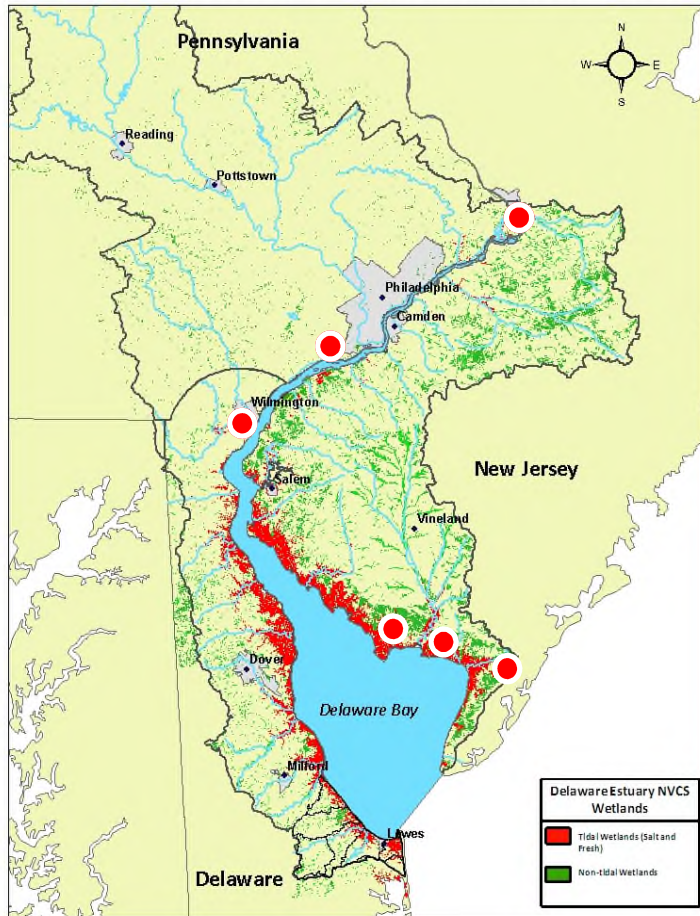 Pennsylvania
N
W E
S
Reading
Pottstown
Philadelphia
Camden
Wilmington
New Jersey
Salem
Vineland
Dover
Delaware Bay
Milford
Lewes
Delaware
Delaware Estuary NVCS
Wetlands
Tidal Wetlands (Salt and
Fresh)
Non-tidal Wetlands